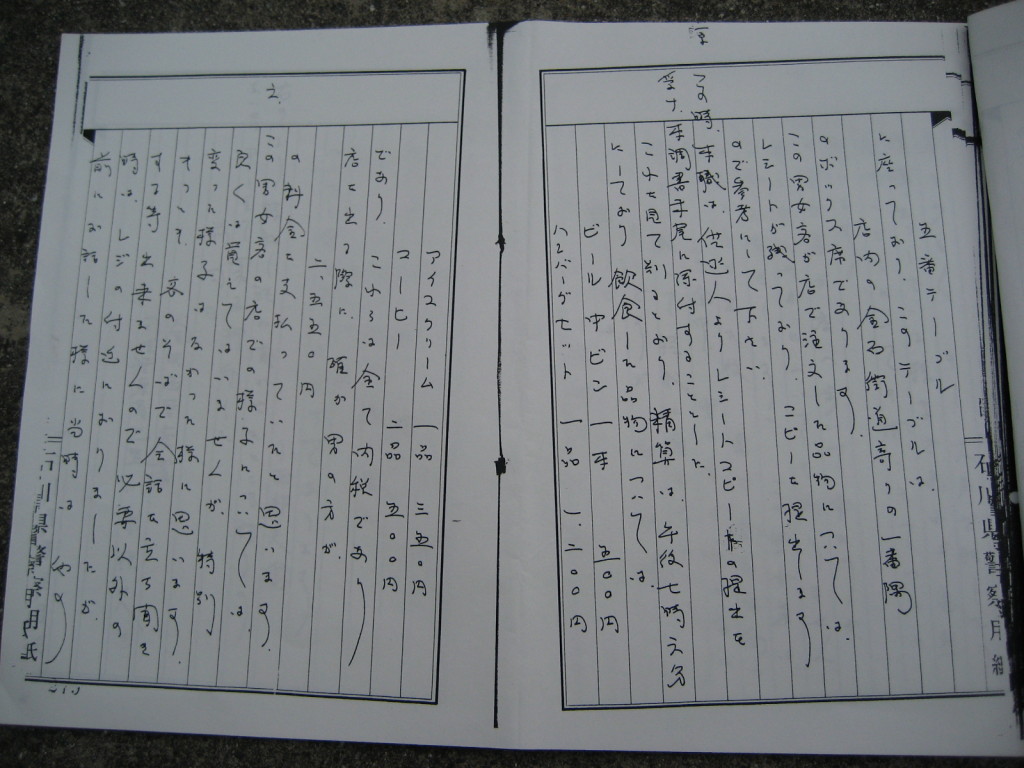 五番テーブル
に座っており、このテーブルは、
店内の金石街道寄りの一番隅
のボックス席であります。
この男女客が店で注文した品物については、
レシートが残っており、コピーを提出します
ので参考にして下さい。
この時、本職は、供述人よりレシートコピー 提出を
受け、本調書末尾に添付することとした。
これを見て判るとおり、精算は、午後七時六分
にしており 飲食した品物については、
ビール 中ビン 一本 五〇〇円
ハンバーグセット 一品 一、二〇〇円
石川県警察用紙
アイスクリーム 一品 三五〇円
コーヒー 二品 五〇〇円
であり、これらは全て内税であり
店を出る際に、確か男の方が、
二五五〇円
の料金を支払っていたと思います。
この男女客の店での様子については、
良くは覚えてはいませんが、特別
変った様子はなかった様に思います。
そって、客のそばで会話を立ち聞き
する等出来ませんので必要以外の
時は、レジの付近におりましたが、
前にお話した様に当時は
石川県警察用紙